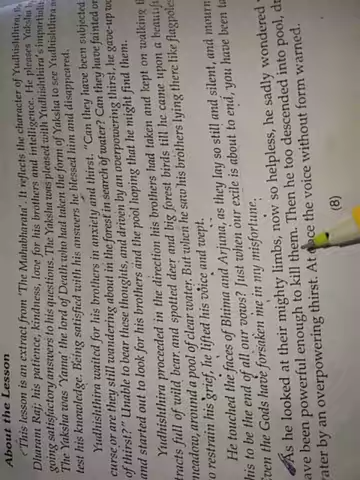 About the Lesson
This lesson is an extract from 'The Mahabharata'. It reflects the character of Yudhishthira,
Dharam Raj; his patience, kindness, love for his brothers and intelligence. He pleases Yaksha
going satisfactory answers to his questions. The Yaksha was pleased with Yudhishthira's impartiality
The Yaksha was 'Yama' the lord of Death who had taken the form of Yaksha to see Yudhishthira
test his knowledge. Being satisfied with his answers he blessed him and disappeared.
Yudhishthira waited for his brothers in anxiety and thirst. "Can they have been subjected
curse or are they still wandering about in the forest in search of water? Can they have fainted or
of thirst?" Unable to bear these thoughts, and driven by an overpowering thirst, he gave up
and started out to look for his brothers and the pool hoping that he might find them.
Yudhishthira proceeded in the direction his brothers had taken and kept on walking
tracts full of wild bear, and spotted deer and big forest birds till he came upon a beautiful
meadow, around a pool of clear water. But when he saw his brothers lying there like flagpoles
o restrain his grief, he lifted his voice and wept.
He touched the faces of Bhima and Arjuna, as they lay so still and silent, and mourn
his to be the end of all our vows? Just when our exile is about to end, you have been
ven the Gods have forsaken me in my misfortune.
As he looked at their mighty limbs, now so helpless, he sadly wondered
ave been powerful enough to kill them. Then he too descended into pool,
ater by an overpowering thirst. At the voice without form warned.
(8)